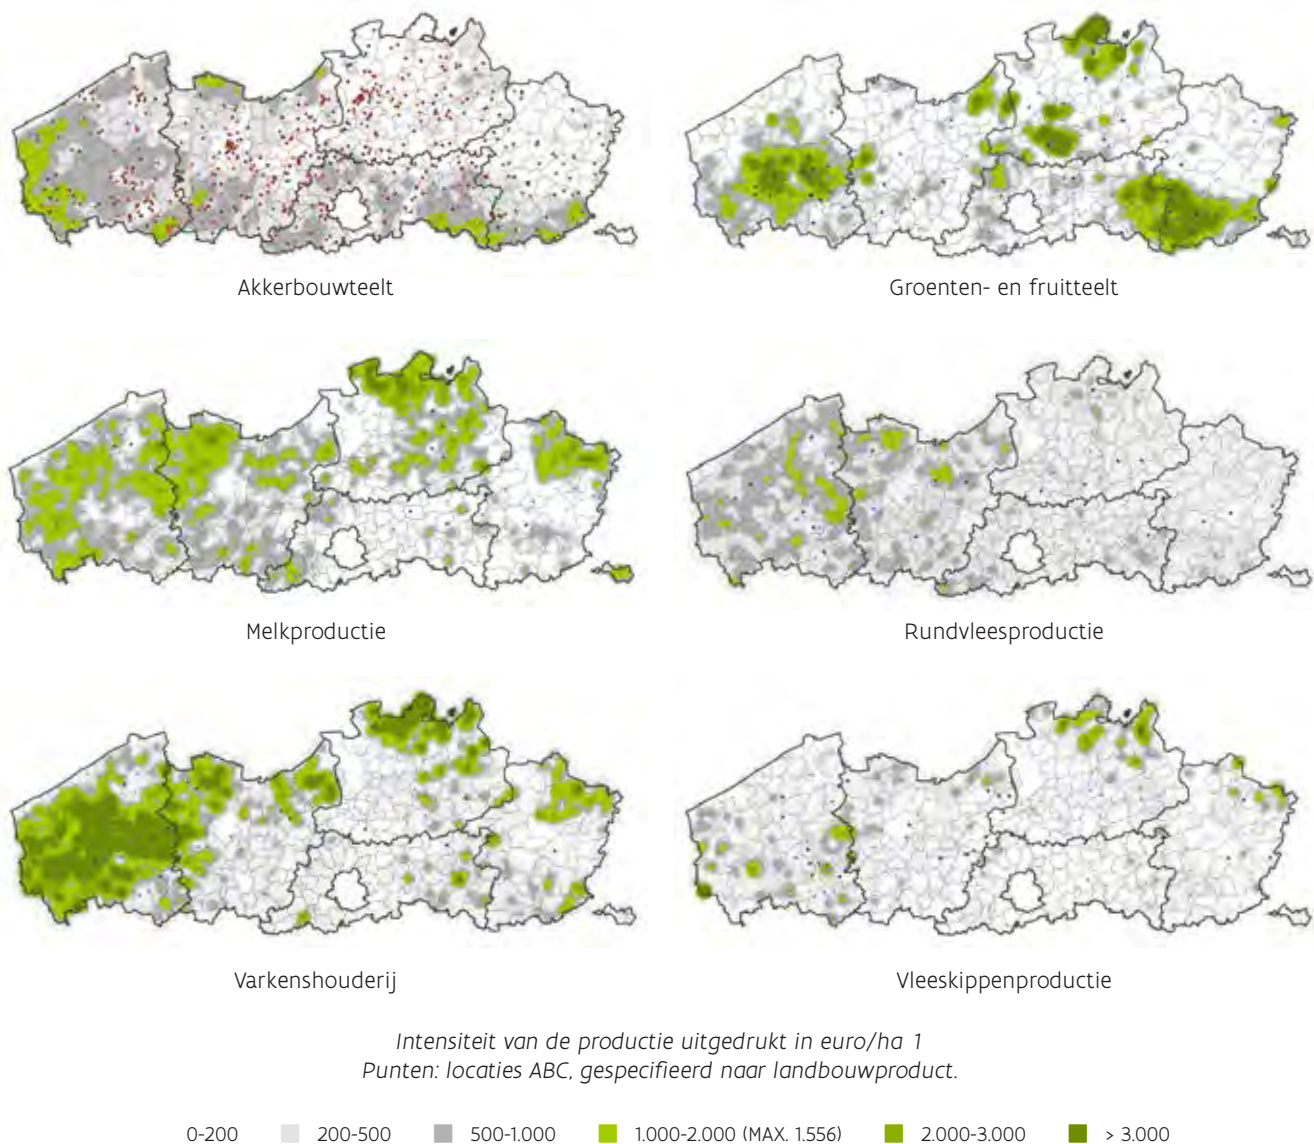 Akkerbouwteelt
Groenten- en fruitteelt
Melkproductie
Rundvleesproductie
Varkenshouderij
Vleeskippenproductie
Intensiteit van de productie uitgedrukt in euro/ha 1
Punten: locaties ABC, gespecifieerd naar landbouwproduct.
0-200 200-500 500-1.000 1.000-2.000 (MAX. 1.556) 2.000-3.000 > 3.000